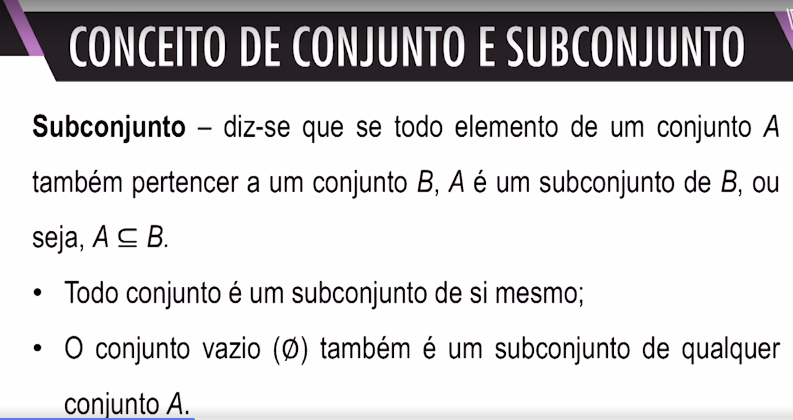 CONCEITO DE CONJUNTO E SUBCONJUNTO
Subconjunto – diz-se que se todo elemento de um conjunto A
também pertencer a um conjunto B, A é um subconjunto de B, ou
seja, A ⊆ B.
• Todo conjunto é um subconjunto de si mesmo;
• O conjunto vazio (Ø) também é um subconjunto de qualquer
conjunto A.